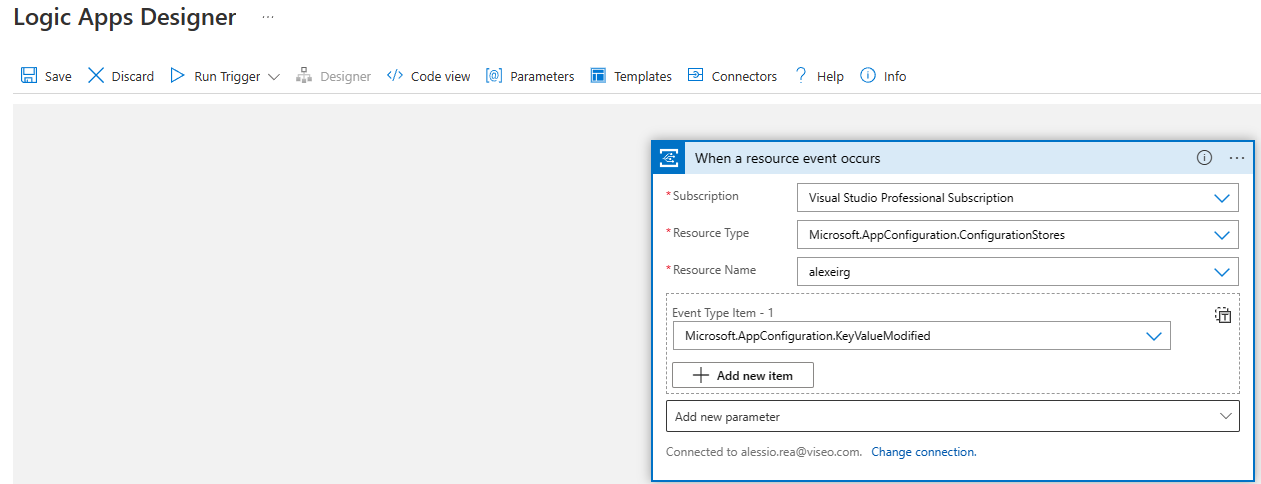 Logic Apps Designer ...
Save Discard Run Trigger Designer Code view Parameters Templates Connectors Help Info
When a resource event occurs
*Subscription Visual Studio Professional Subscription
*Resource Type Microsoft.AppConfiguration.ConfigurationStores
*Resource Name alexeirg
Event Type Item - 1
Microsoft.AppConfiguration.KeyValueModified
Add new item
Add new parameter
Connected to alessio.rea@viseo.com. Change connection.